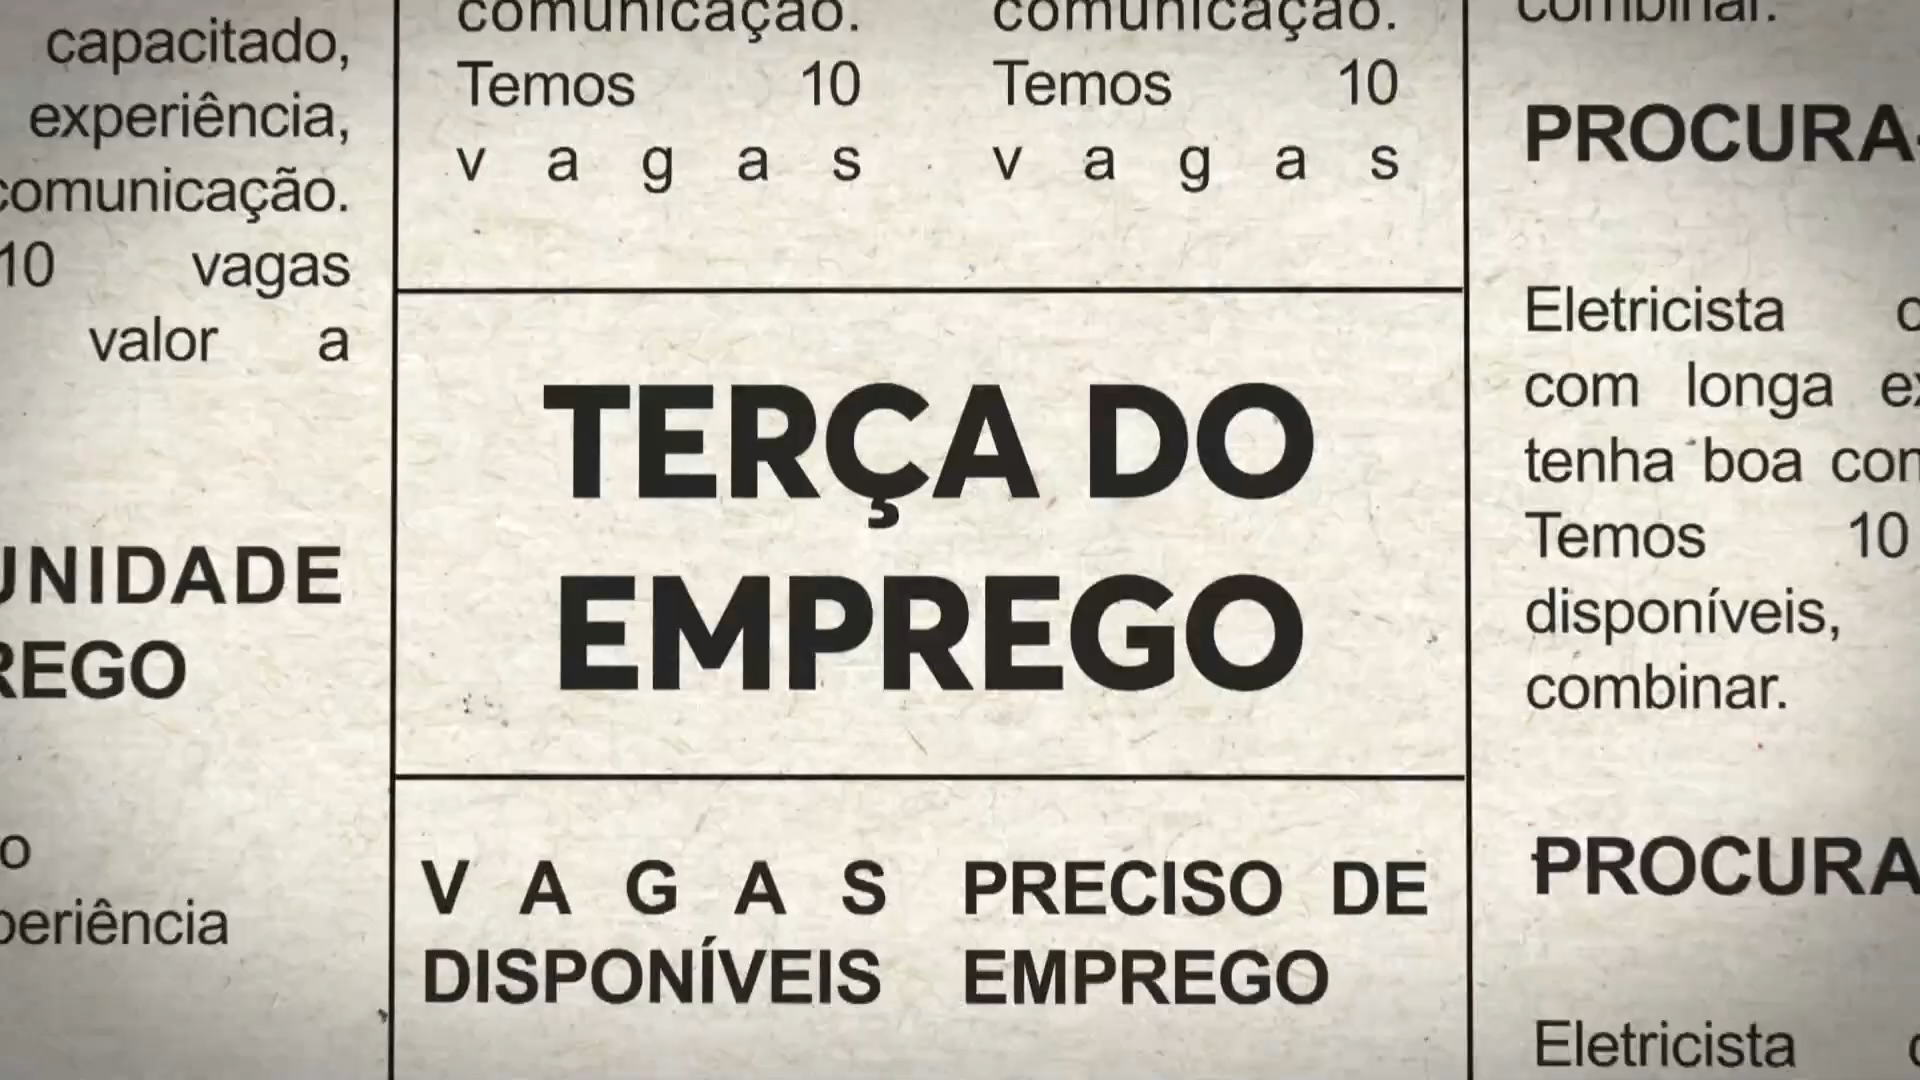 capacitado,
experiência,
comunicação.
10 vagas
valor a
UNIDADE
REGO
o
periência
comunicação.
Temos 10
v a g a s
comunicação.
Temos 10
v a g a s
TERÇA DO
EMPREGO
V A G A S
DISPONÍVEIS
PRECISO DE
EMPREGO
combinar.
PROCURA-
Eletricista
com longa
tenha boa
Temos 10
disponíveis,
combinar.
PROCURA
Eletricista